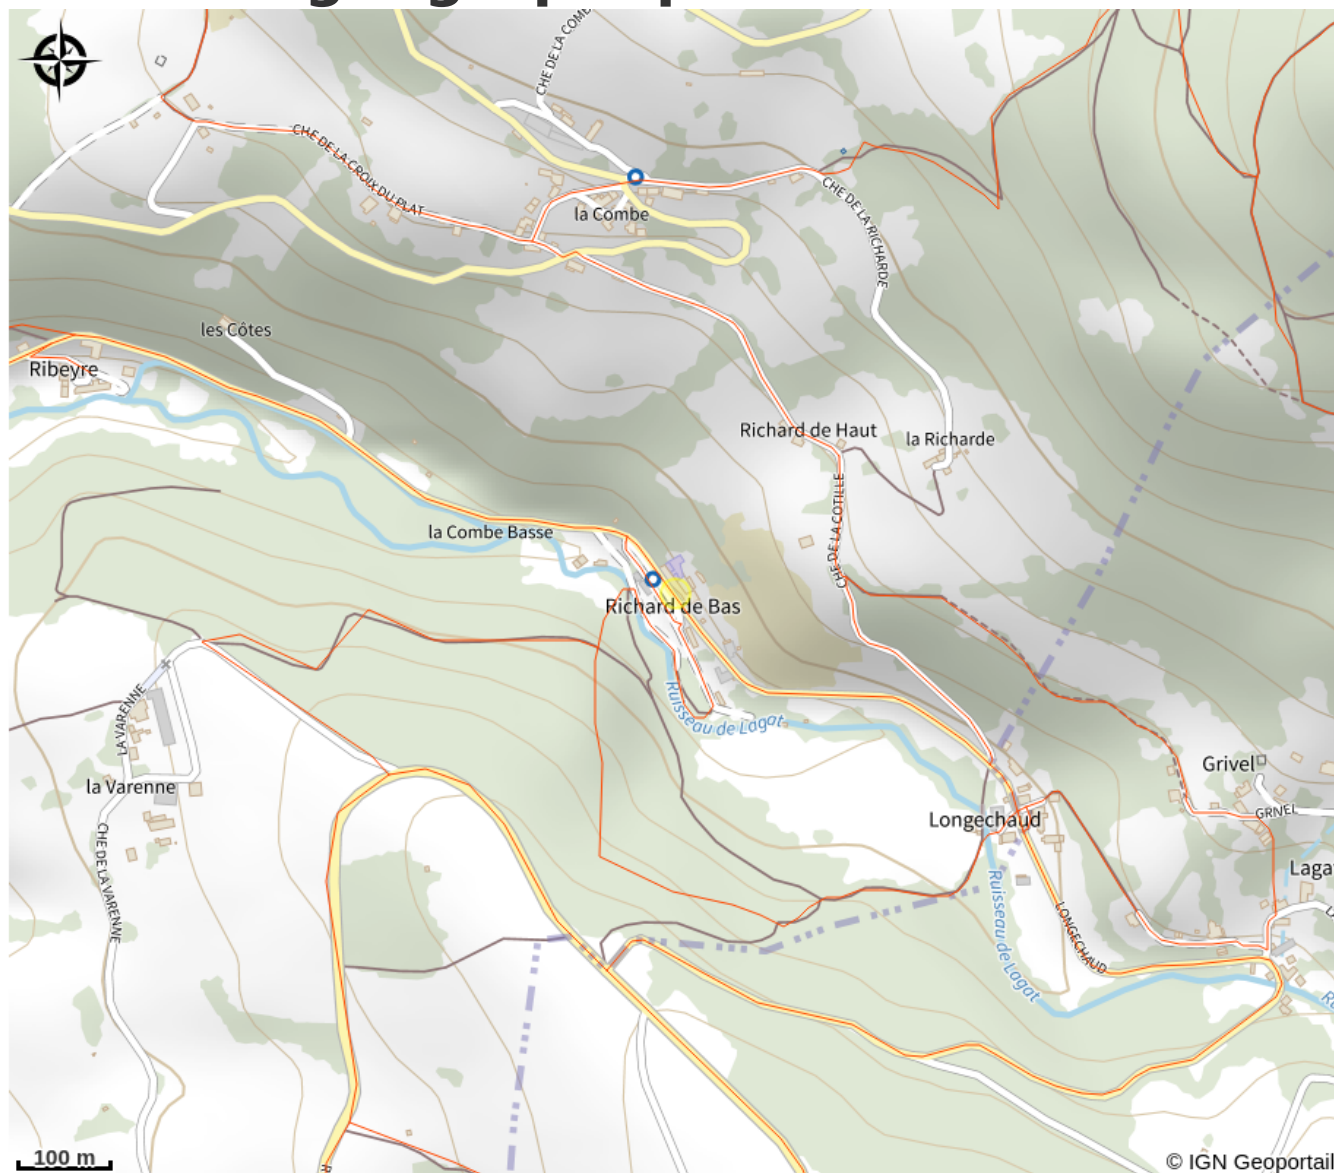 CHE DE LA COMBE
CHE DE LA CROIX DU PLAT
la Combe
CHE DE LA RICHARDE
les Côtes
Ribeyre
Richard de Haut
la Richarde
CHE DE LA COTILLE
la Combe Basse
Richard de Bas
Ruisseau de Lagat
LA VARENNE
la Varenne
CHE DE LA VARENNE
Grivel
GRNEL
Longechaud
Laga
Ruisseau de Lagat
LONGECHAUD
100 m
© IGN Geoportail